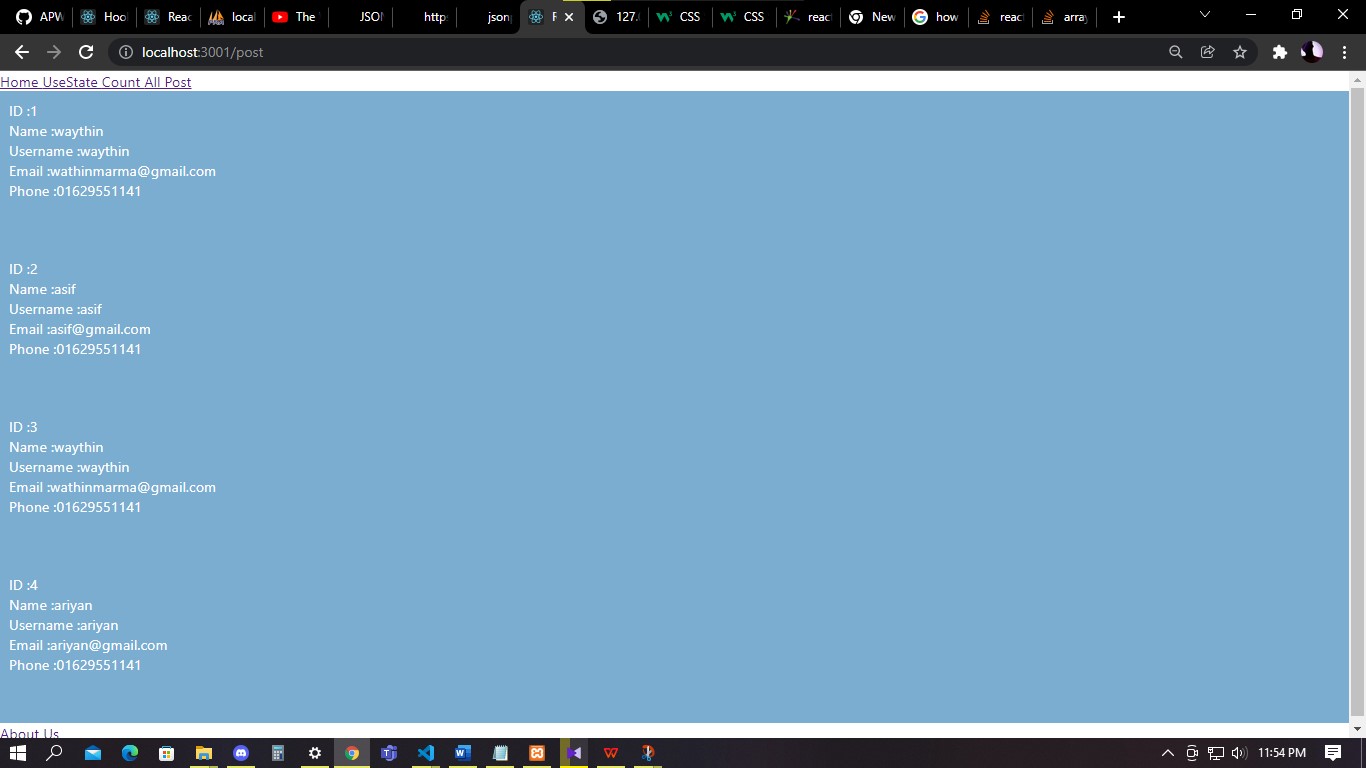 APW
Hoo
Reac
local
The
JSON
http
json
F
127.
CSS
CSS
reac
New
how
reac
array
localhost:3001/post
Home UseState Count All Post
ID :1
Name :waythin
Username :waythin
Email :wathinmarma@gmail.com
Phone :01629551141
ID :2
Name :asif
Username :asif
Email :asif@gmail.com
Phone :01629551141
ID :3
Name :waythin
Username :waythin
Email :wathinmarma@gmail.com
Phone :01629551141
ID :4
Name :ariyan
Username :ariyan
Email :ariyan@gmail.com
Phone :01629551141
About Us
11:54 PM